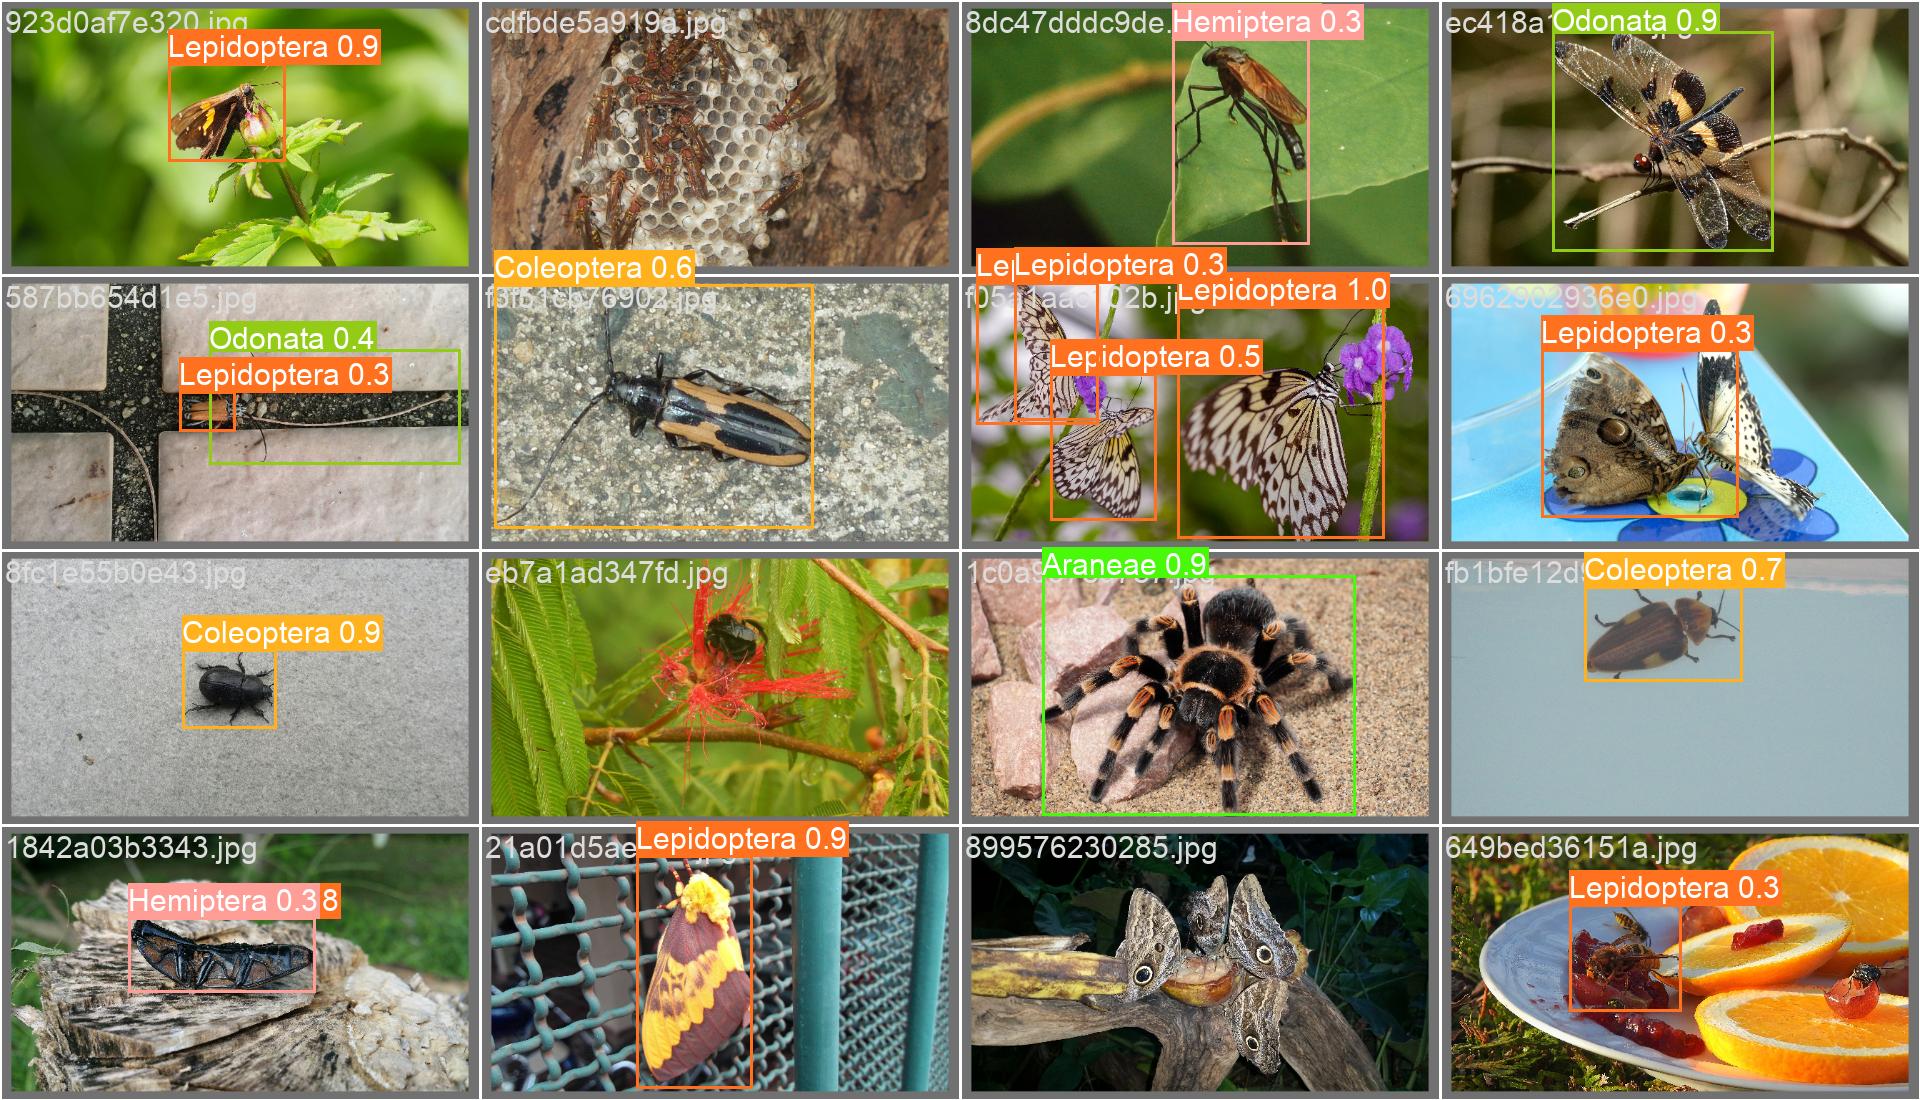 923d0af7e320.jpg
Lepidoptera 0.9
cdfbde5a919a.jpg
8dc47dddc9de.
Hemiptera 0.3
Odonata 0.9
587bb654d1e5.jpg
Odonata 0.4
Lepidoptera 0.3
Coleoptera 0.6
Lepidoptera 0.3
Lepidoptera 1.0
Lepidoptera 0.5
6962902936e0.jpg
Lepidoptera 0.3
8fc1e55b0e43.jpg
Coleoptera 0.9
eb7a1ad347fd.jpg
Araneae 0.9
Coleoptera 0.7
1842a03b3343.jpg
Hemiptera 0.3 8
21a01d5ae
Lepidoptera 0.9
899576230285.jpg
649bed36151a.jpg
Lepidoptera 0.3